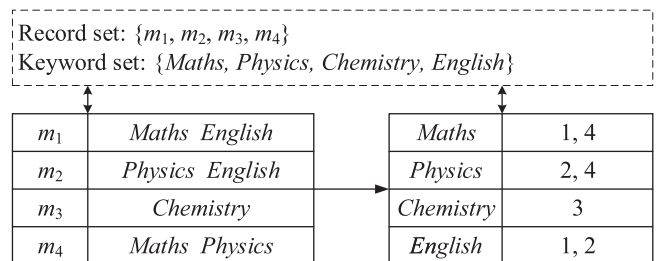 Record set: {m₁, m₂, m₃, m₄}
Keyword set: {Maths, Physics, Chemistry, English}
m₁ Maths English Maths 1, 4
m₂ Physics English Physics 2, 4
m₃ Chemistry Chemistry 3
m₄ Maths Physics English 1, 2